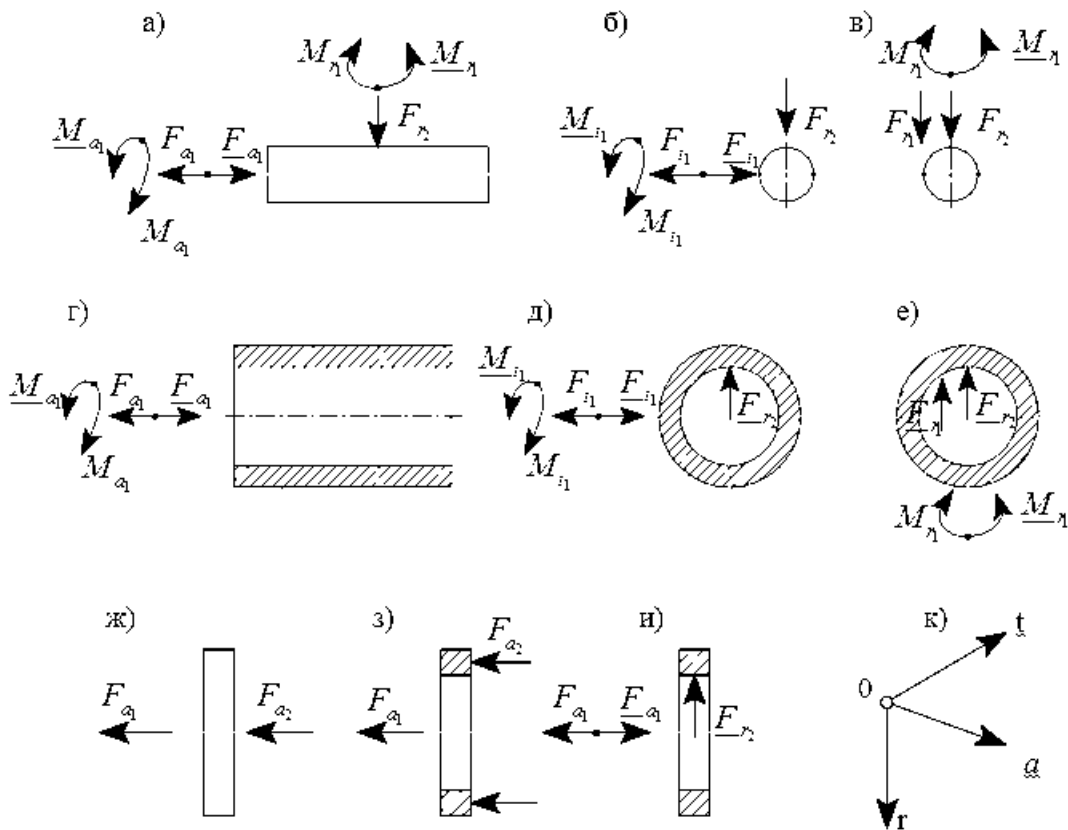 а) б) в)
M_r1 M_r1 M_r1 M_r1
F_r2 F_r2 F_r1 F_r2
M_a1 F_a1 F_a1 M_i1 F_i1 F_i1
M_a1 M_i1
г) д) е)
M_a1 F_a1 F_a1 M_i1 F_i1 F_i1 F_r2 F_r1 F_r2
M_a1 M_i1 M_r1 M_r1
ж) з) и) к) t
F_a1 F_a2 F_a1 F_a2 F_a1 F_a1 F_r2 0
a
r